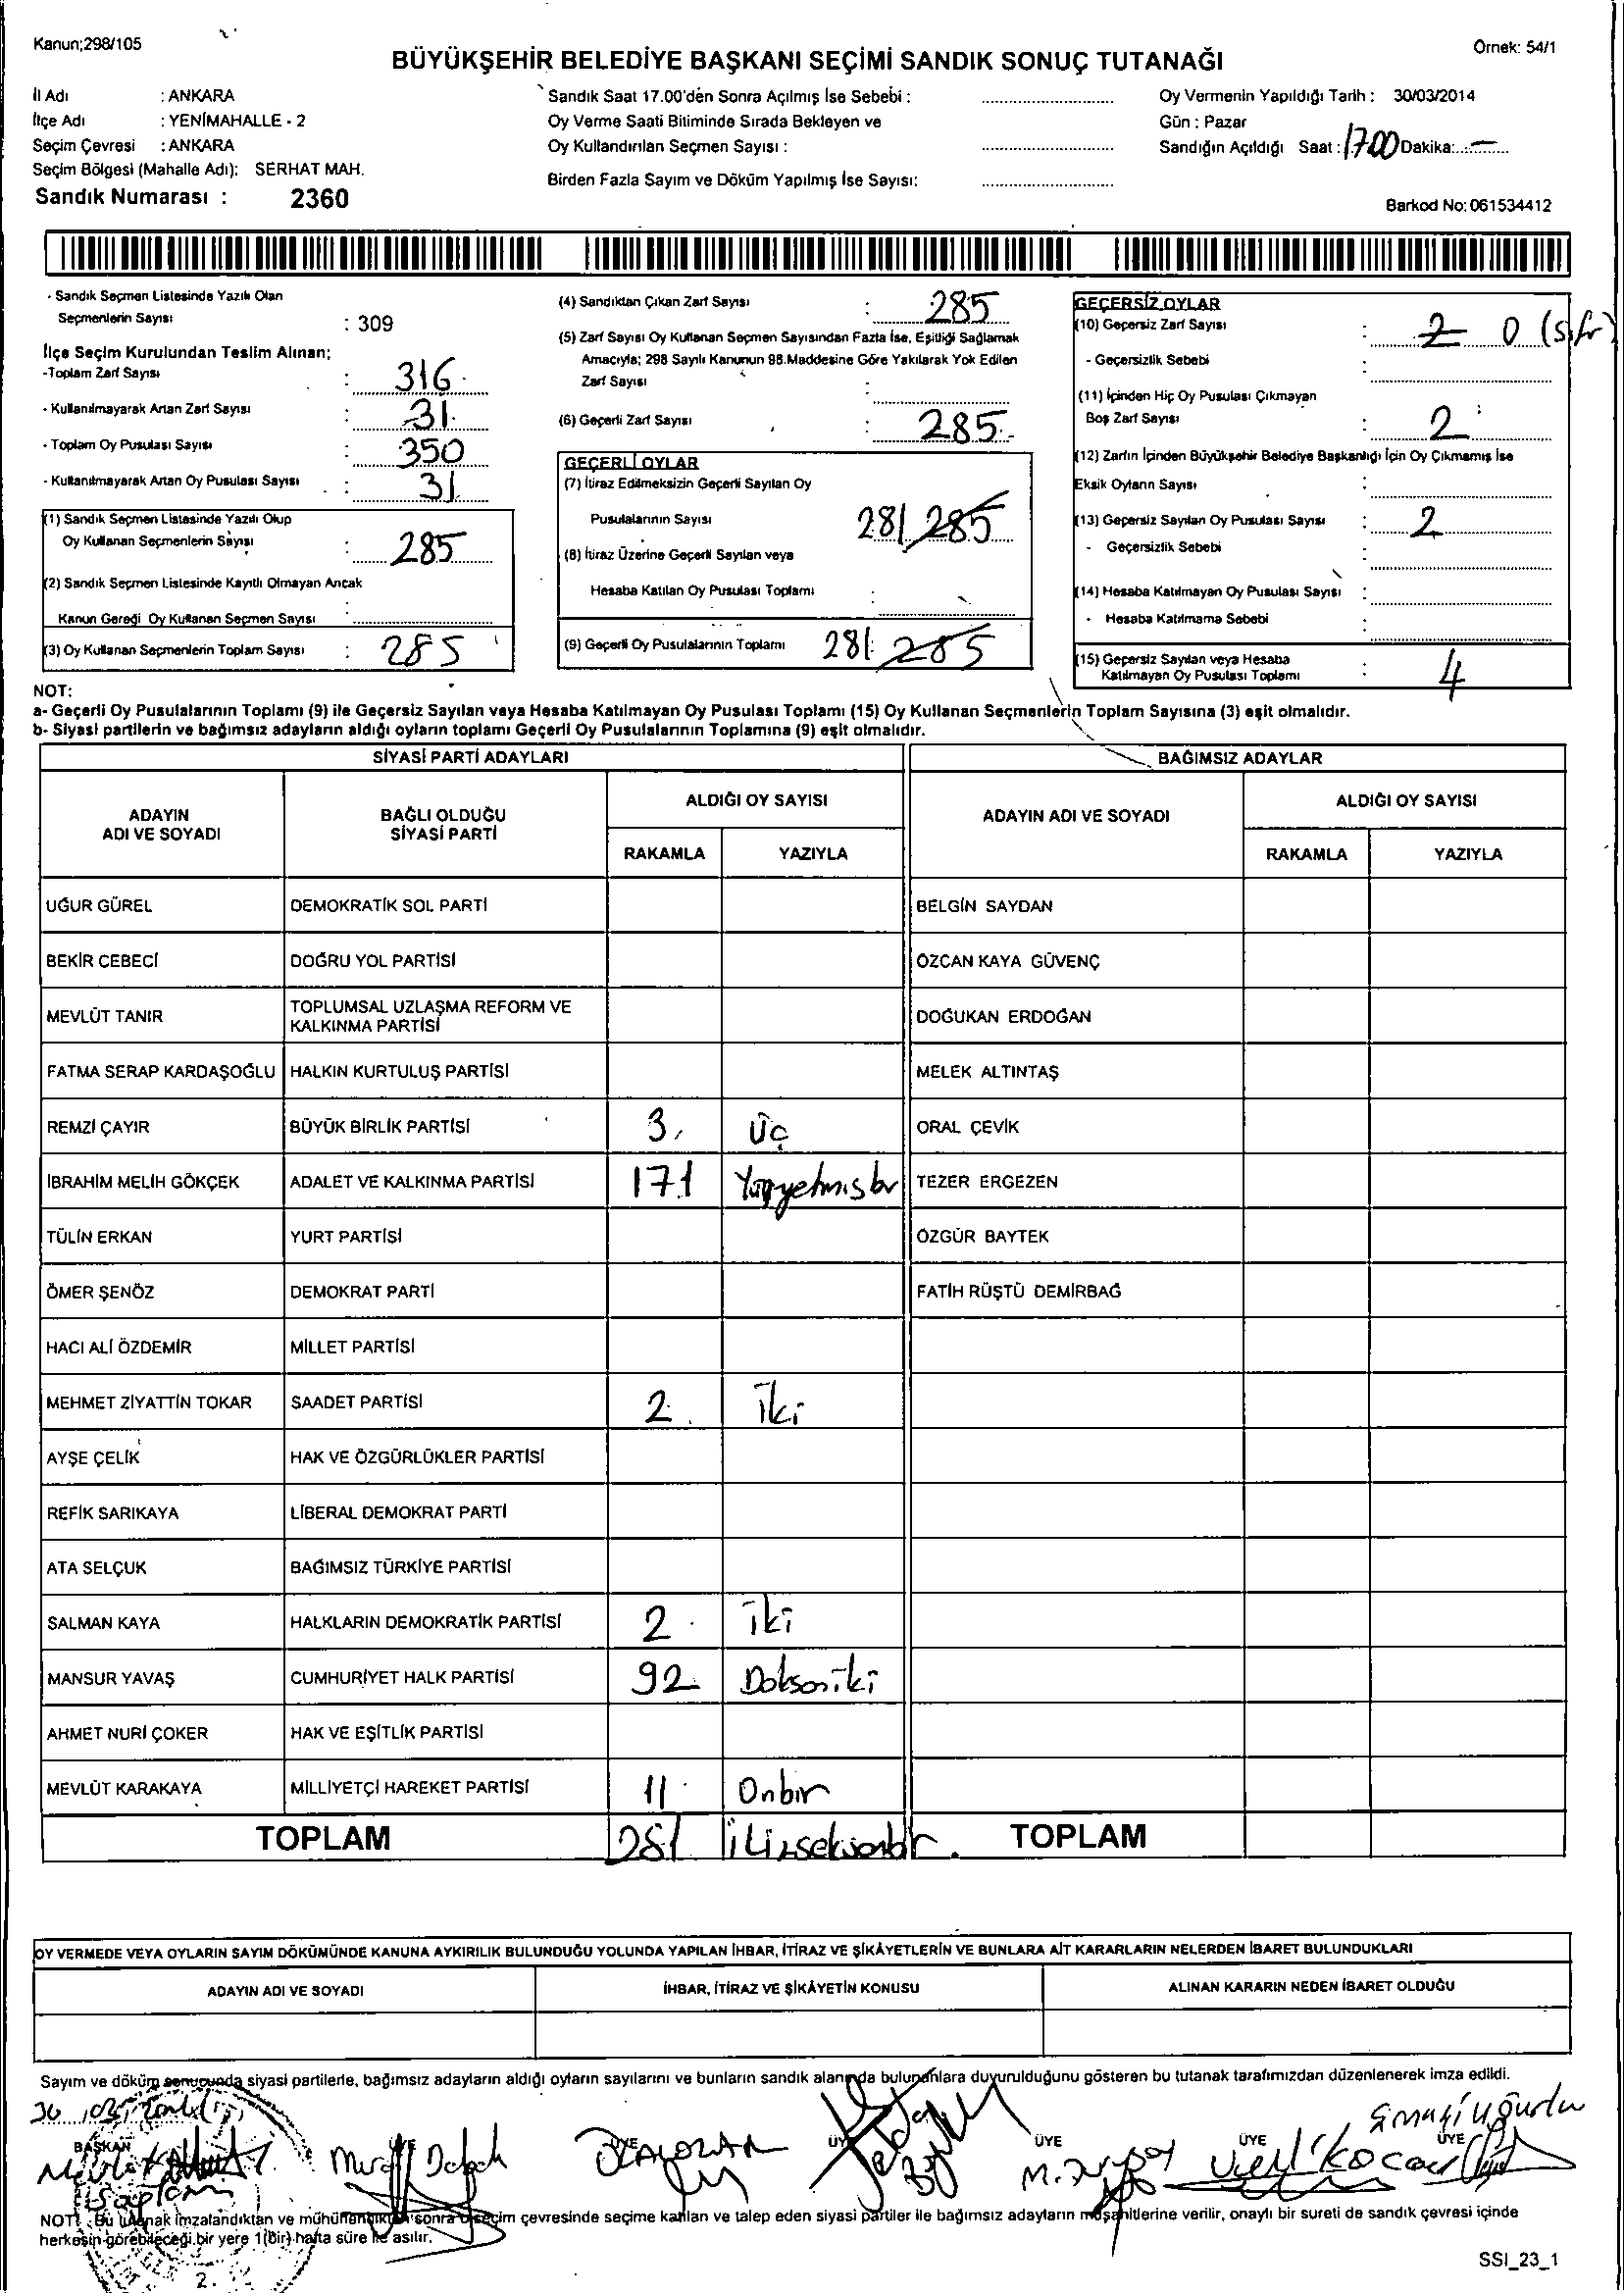 Kanun;298/105
Örnek: 54/1
BÜYÜKŞEHİR BELEDİYE BAŞKANI SEÇİMİ SANDIK SONUÇ TUTANAĞI
İl Adı : ANKARA
İlçe Adı : YENİMAHALLE - 2
Seçim Çevresi : ANKARA
Seçim Bölgesi (Mahalle Adı): SERHAT MAH.
Sandık Numarası : 2360
Sandık Saat 17.00'den Sonra Açılmış İse Sebebi :
Oy Verme Saati Bitiminde Sırada Bekleyen ve
Oy Kullandırılan Seçmen Sayısı :
Birden Fazla Sayım ve Döküm Yapılmış İse Sayısı:
Oy Vermenin Yapıldığı Tarih : 30/03/2014
Gün : Pazar
Sandığın Açıldığı Saat : 17.00 Dakika: —
Barkod No: 061534412
- Sandık Seçmen Listesinde Yazılı Olan
Seçmenlerin Sayısı : 309
İlçe Seçim Kurulundan Teslim Alınan;
-Toplam Zarf Sayısı : 316
- Kullanılmayarak Artan Zarf Sayısı : 31
- Toplam Oy Pusulası Sayısı : 350
- Kullanılmayarak Artan Oy Pusulası Sayısı : 31
(1) Sandık Seçmen Listesinde Yazılı Olup
Oy Kullanan Seçmenlerin Sayısı : 285
(2) Sandık Seçmen Listesinde Kayıtlı Olmayan Ancak
Kanun Gereği Oy Kullanan Seçmen Sayısı :
(3) Oy Kullanan Seçmenlerin Toplam Sayısı : 285
(4) Sandıktan Çıkan Zarf Sayısı : 285
(5) Zarf Sayısı Oy Kullanan Seçmen Sayısından Fazla İse, Eşitliği Sağlamak
Amacıyla; 298 Sayılı Kanunun 98.Maddesine Göre Yakılarak Yok Edilen
Zarf Sayısı :
(6) Geçerli Zarf Sayısı : 285
GEÇERLİ OYLAR
(7) İtiraz Edilmeksizin Geçerli Sayılan Oy
Pusulalarının Sayısı 281 285
(8) İtiraz Üzerine Geçerli Sayılan veya
Hesaba Katılan Oy Pusulası Toplamı :
(9) Geçerli Oy Pusulalarının Toplamı 281 285
GEÇERSİZ OYLAR
(10) Geçersiz Zarf Sayısı : 2 0 (sıfır)
- Geçersizlik Sebebi :
(11) İçinden Hiç Oy Pusulası Çıkmayan
Boş Zarf Sayısı : 2
(12) Zarfın İçinden Büyükşehir Belediye Başkanlığı İçin Oy Çıkmamış İse
Eksik Oyların Sayısı :
(13) Geçersiz Sayılan Oy Pusulası Sayısı : 2
- Geçersizlik Sebebi :
(14) Hesaba Katılmayan Oy Pusulası Sayısı :
- Hesaba Katılmama Sebebi :
(15) Geçersiz Sayılan veya Hesaba
Katılmayan Oy Pusulası Toplamı : 4
NOT:
a- Geçerli Oy Pusulalarının Toplamı (9) ile Geçersiz Sayılan veya Hesaba Katılmayan Oy Pusulası Toplamı (15) Oy Kullanan Seçmenlerin Toplam Sayısına (3) eşit olmalıdır.
b- Siyasi partilerin ve bağımsız adayların aldığı oyların toplamı Geçerli Oy Pusulalarının Toplamına (9) eşit olmalıdır.
SİYASİ PARTİ ADAYLARI
BAĞIMSIZ ADAYLAR
ADAYIN
ADI VE SOYADI
BAĞLI OLDUĞU
SİYASİ PARTİ
ALDIĞI OY SAYISI
RAKAMLA YAZIYLA
ADAYIN ADI VE SOYADI
ALDIĞI OY SAYISI
RAKAMLA YAZIYLA
UĞUR GÜREL DEMOKRATİK SOL PARTİ BELGİN SAYDAN
BEKİR CEBECİ DOĞRU YOL PARTİSİ ÖZCAN KAYA GÜVENÇ
MEVLÜT TANIR TOPLUMSAL UZLAŞMA REFORM VE KALKINMA PARTİSİ DOĞUKAN ERDOĞAN
FATMA SERAP KARDAŞOĞLU HALKIN KURTULUŞ PARTİSİ MELEK ALTINTAŞ
REMZİ ÇAYIR BÜYÜK BİRLİK PARTİSİ 3 Üç ORAL ÇEVİK
İBRAHİM MELİH GÖKÇEK ADALET VE KALKINMA PARTİSİ 171 Yüzyetmişbir TEZER ERGEZEN
TÜLİN ERKAN YURT PARTİSİ ÖZGÜR BAYTEK
ÖMER ŞENÖZ DEMOKRAT PARTİ FATİH RÜŞTÜ DEMİRBAĞ
HACI ALİ ÖZDEMİR MİLLET PARTİSİ
MEHMET ZİYATTİN TOKAR SAADET PARTİSİ 2 İki
AYŞE ÇELİK HAK VE ÖZGÜRLÜKLER PARTİSİ
REFİK SARIKAYA LİBERAL DEMOKRAT PARTİ
ATA SELÇUK BAĞIMSIZ TÜRKİYE PARTİSİ
SALMAN KAYA HALKLARIN DEMOKRATİK PARTİSİ 2 iki
MANSUR YAVAŞ CUMHURİYET HALK PARTİSİ 92 Doksaniki
AHMET NURİ ÇOKER HAK VE EŞİTLİK PARTİSİ
MEVLÜT KARAKAYA MİLLİYETÇİ HAREKET PARTİSİ 11 Onbir
TOPLAM 281 ikizseksenbir. TOPLAM
OY VERMEDE VEYA OYLARIN SAYIM DÖKÜMÜNDE KANUNA AYKIRILIK BULUNDUĞU YOLUNDA YAPILAN İHBAR, İTİRAZ VE ŞİKÂYETLERİN VE BUNLARA AİT KARARLARIN NELERDEN İBARET BULUNDUKLARI
ADAYIN ADI VE SOYADI İHBAR, İTİRAZ VE ŞİKÂYETİN KONUSU ALINAN KARARIN NEDEN İBARET OLDUĞU
Sayım ve döküm sonucunda siyasi partilerle, bağımsız adayların aldığı oyların sayılarını ve bunların sandık alanında bulunanlara duyurulduğunu gösteren bu tutanak tarafımızdan düzenlenerek imza edildi.
BAŞKAN ÜYE ÜYE ÜYE ÜYE ÜYE
NOT : Bu tutanak imzalandıktan ve mühürlendikten sonra seçim çevresinde seçime katılan ve talep eden siyasi partiler ile bağımsız adayların müşahitlerine verilir, onaylı bir sureti de sandık çevresi içinde
herkesin görebileceği bir yere 1(bir) hafta süre ile asılır.
SSI_23_1